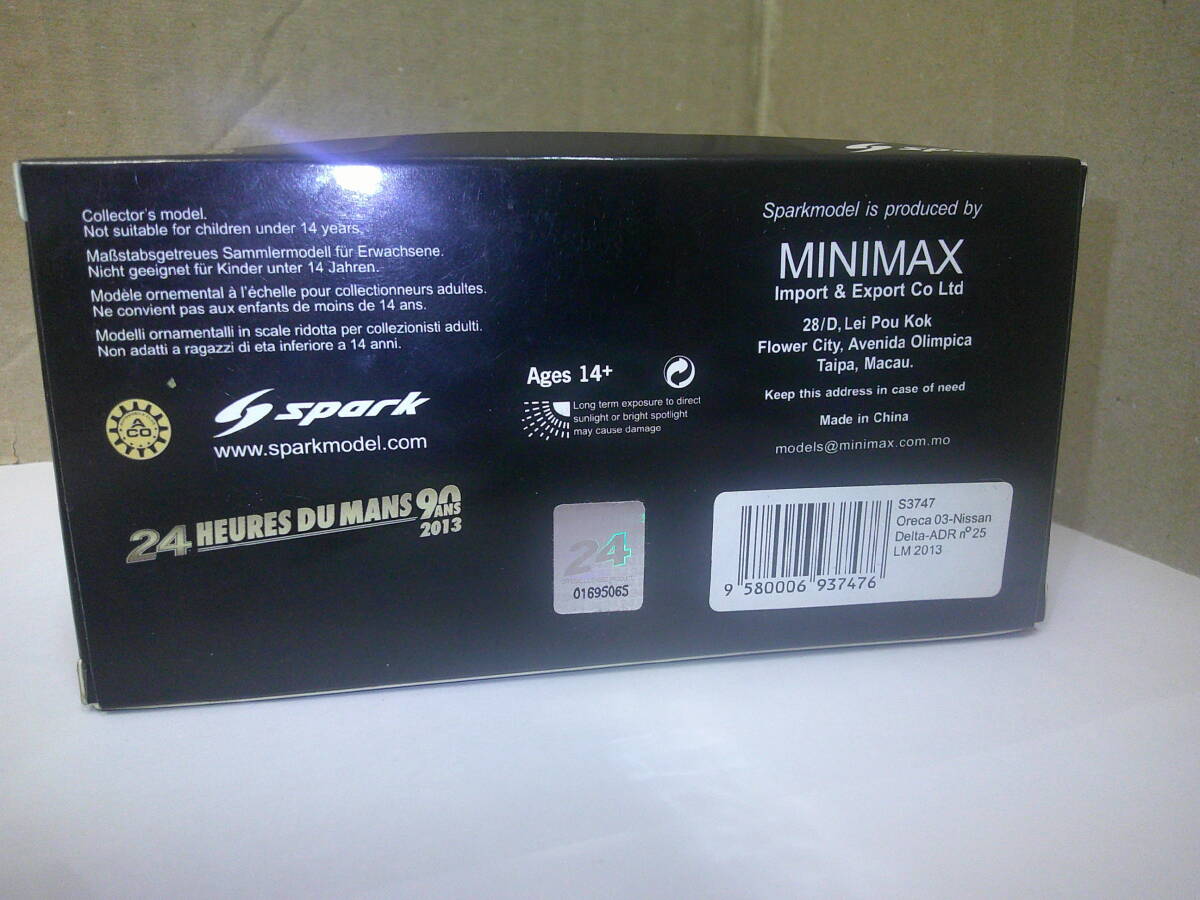 spark
Collector's model.
Not suitable for children under 14 years.
Maßstabsgetreues Sammlermodell für Erwachsene.
Nicht geeignet für Kinder unter 14 Jahren.
Modèle ornemental à l'échelle pour collectionneurs adultes.
Ne convient pas aux enfants de moins de 14 ans.
Modelli ornamentalli in scale ridotta per collezionisti adulti.
Non adatti a ragazzi di eta inferiore a 14 anni.
ACO
spark
www.sparkmodel.com
24 HEURES DU MANS 90
ANS
2013
Ages 14+
Long term exposure to direct
sunlight or bright spotlight
may cause damage
24
01695065
Sparkmodel is produced by
MINIMAX
Import & Export Co Ltd
28/D, Lei Pou Kok
Flower City, Avenida Olimpica
Taipa, Macau.
Keep this address in case of need
Made in China
models@minimax.com.mo
S3747
Oreca 03-Nissan
Delta-ADR nº25
LM 2013
9 580006 937476